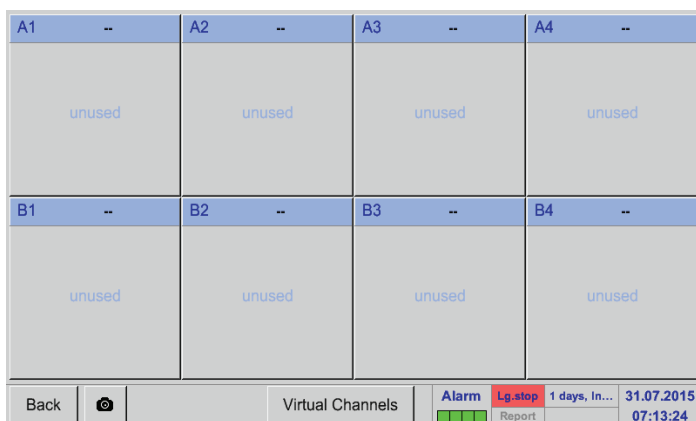 A1 -- A2 -- A3 -- A4 --
unused unused unused unused
B1 -- B2 -- B3 -- B4 --
unused unused unused unused
Back Virtual Channels Alarm Lg.stop 1 days, In... 31.07.2015
Report 07:13:24